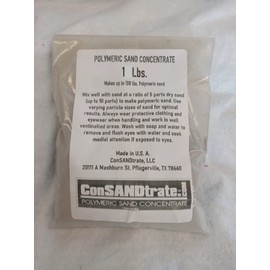 POLYMERIC SAND CONCENTRATE
1 Lbs.
Makes up to 100 lbs. Polymeric sand
Mix well with sand at a ratio of 5 parts dry sand
(up to 10 parts) to make polymeric sand. Use
varying particle sizes of sand for optimal
results. Always wear protective clothing and
eyewear when handling and work in well
ventilated areas. Wash with soap and water to
remove and flush eyes with water and seek
medial attention if exposed to eyes.
Made in U.S. A.
ConSANDtrate, LLC
20111 A Nashburn St. Pflugerville, TX 78660
ConSANDtrate!
POLYMERIC SAND CONCENTRATE